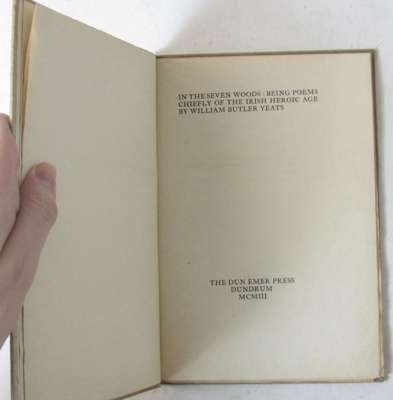 IN THE SEVEN WOODS : BEING POEMS
CHIEFLY OF THE IRISH HEROIC AGE
BY WILLIAM BUTLER YEATS
THE DUN EMER PRESS
DUNDRUM
MCMIII